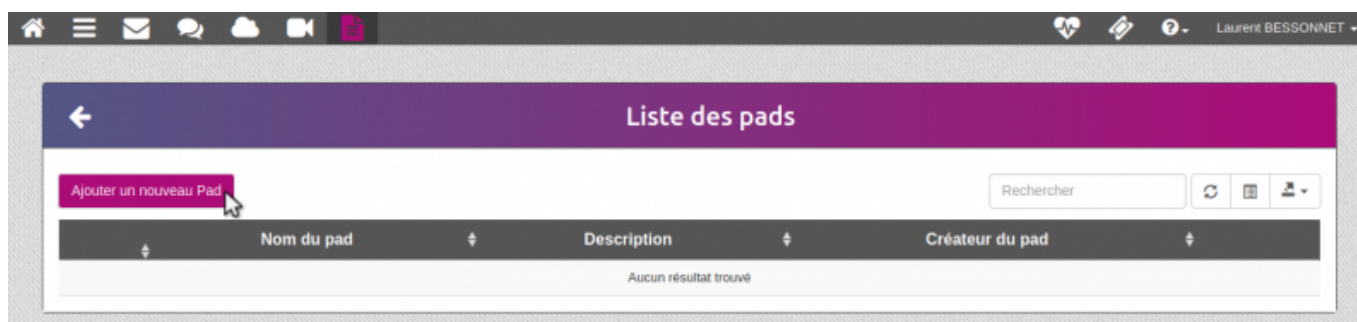 Laurent BESSONNET
Liste des pads
Ajouter un nouveau Pad
Rechercher
Nom du pad Description Créateur du pad
Aucun résultat trouvé